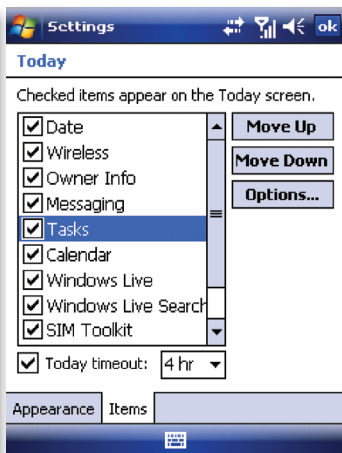 Settings
ok
Today
Checked items appear on the Today screen.
Date
Move Up
Wireless
Move Down
Owner Info
Options...
Messaging
Tasks
Calendar
Windows Live
Windows Live Search
SIM Toolkit
Today timeout: 4 hr
Appearance Items